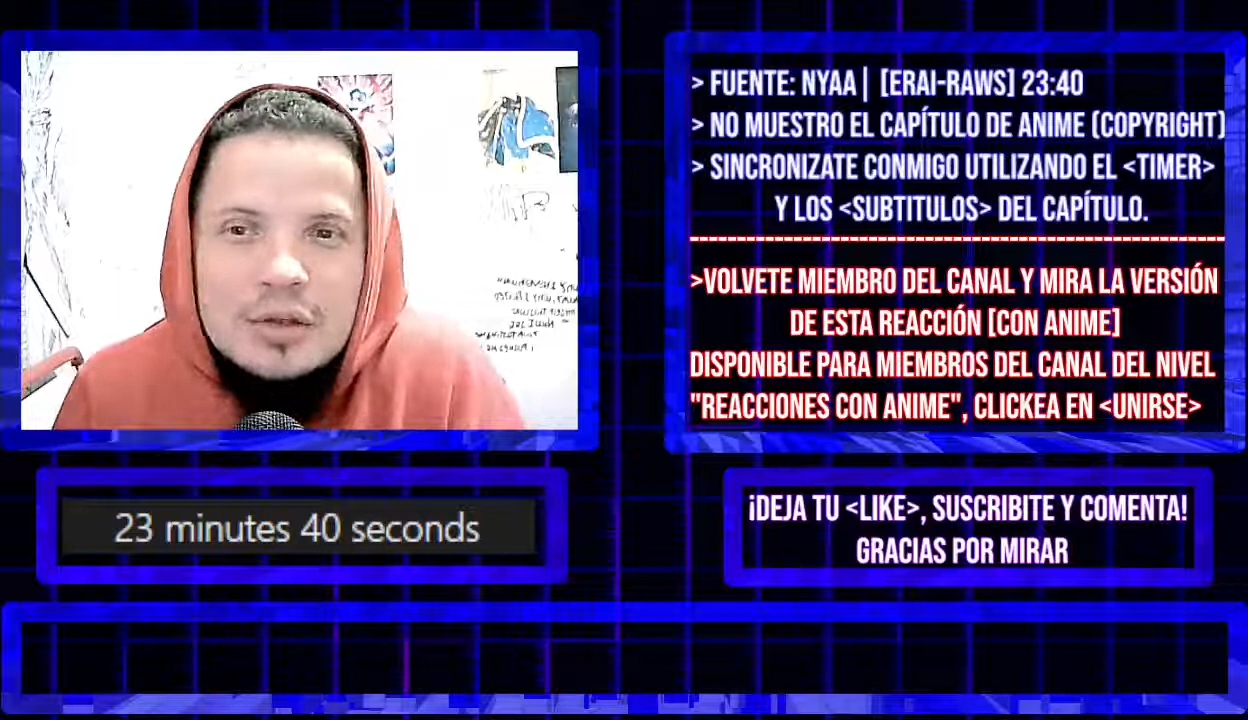 > FUENTE: NYAA| [ERAI-RAWS] 23:40
> NO MUESTRO EL CAPÍTULO DE ANIME (COPYRIGHT)
> SINCRONIZATE CONMIGO UTILIZANDO EL <TIMER>
Y LOS <SUBTITULOS> DEL CAPÍTULO.
>VOLVETE MIEMBRO DEL CANAL Y MIRA LA VERSIÓN
DE ESTA REACCIÓN [CON ANIME]
DISPONIBLE PARA MIEMBROS DEL CANAL DEL NIVEL
"REACCIONES CON ANIME", CLICKEA EN <UNIRSE>
23 minutes 40 seconds
¡DEJA TU <LIKE>, SUSCRIBITE Y COMENTA!
GRACIAS POR MIRAR